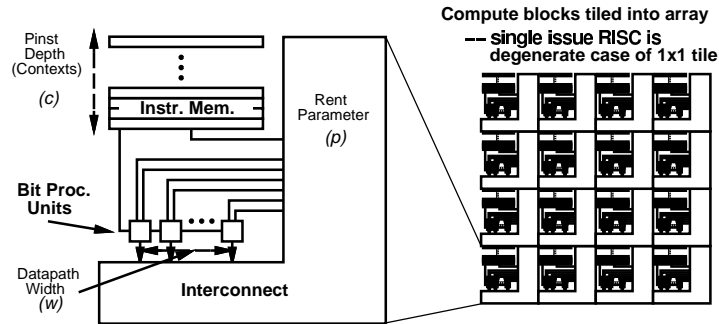 Compute blocks tiled into array
-- single issue RISC is
degenerate case of 1x1 tile
Pinst
Depth
(Contexts)
(c)
Instr. Mem.
Rent
Parameter
(p)
Bit Proc.
Units
Datapath
Width
(w)
Interconnect